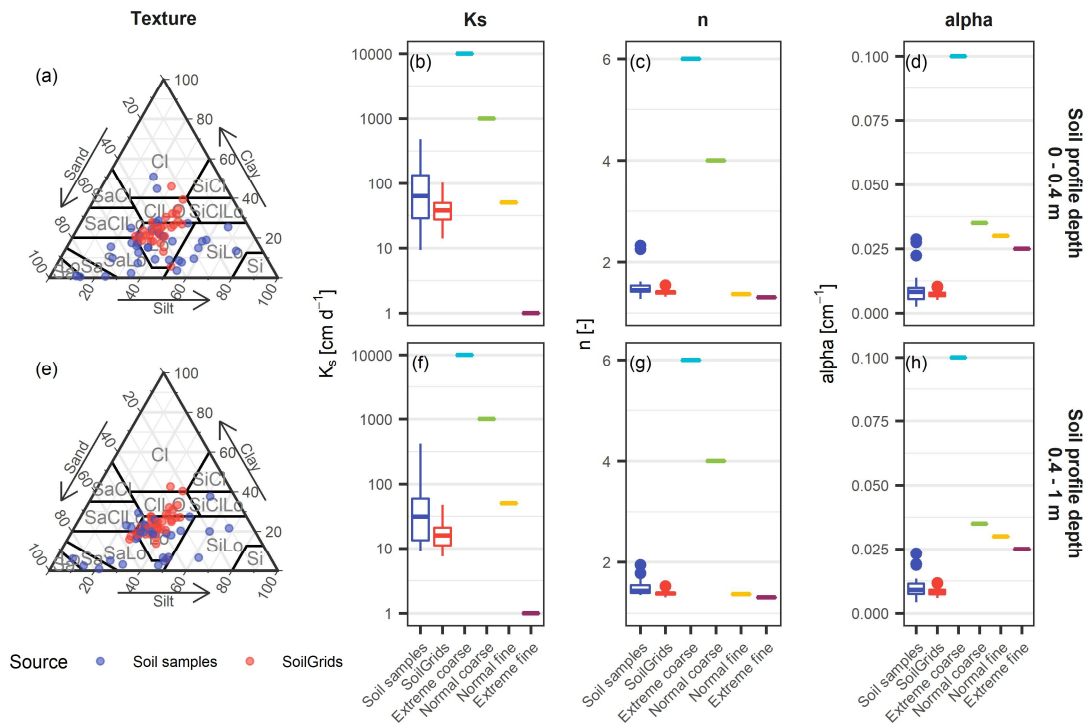 Texture
Ks
n
alpha
(a)
100
20
80
Sand
40
Clay
60
Cl
60
SaCl
SiCl
40
80
SaClLo
ClLo
SiClLo
20
100
SaLo
SiLo
Si
20
40
60
80
100
Silt
(b)
10000
1000
100
10
1
(c)
6
4
2
(d)
0.100
0.075
0.050
0.025
0.000
Soil profile depth
0 - 0.4 m
Ks [cm d−1]
n [-]
alpha [cm−1]
(e)
100
20
80
Sand
40
Clay
60
Cl
60
SaCl
SiCl
40
80
SaClLo
ClLo
SiClLo
20
100
SaLo
SiLo
Si
20
40
60
80
100
Silt
(f)
10000
1000
100
10
1
(g)
6
4
2
(h)
0.100
0.075
0.050
0.025
0.000
Soil profile depth
0.4 - 1 m
Soil samples
SoilGrids
Extreme coarse
Normal coarse
Normal fine
Extreme fine
Soil samples
SoilGrids
Extreme coarse
Normal coarse
Normal fine
Extreme fine
Soil samples
SoilGrids
Extreme coarse
Normal coarse
Normal fine
Extreme fine
Source
Soil samples
SoilGrids